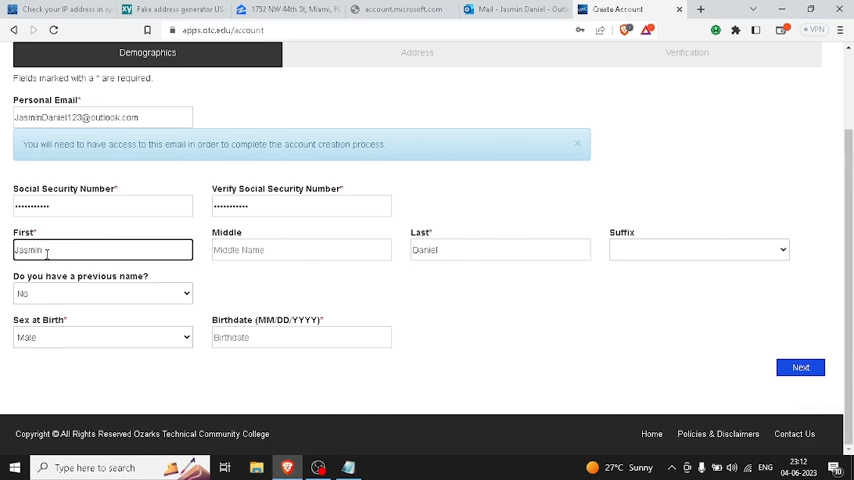 Check your IP address in sy
Fake address generator US
1752 NW 44th St, Miami, Fl
account.microsoft.com
Mail - Jasmin Daniel - Outlo
Create Account
apps.otc.edu/account
VPN
Demographics
Address
Verification
Fields marked with a * are required.
Personal Email*
JasminDaniel123@outlook.com
You will need to have access to this email in order to complete the account creation process.
Social Security Number*
Verify Social Security Number*
First*
Middle
Last*
Suffix
Jasmin
Middle Name
Daniel
Do you have a previous name?
No
Sex at Birth*
Birthdate (MM/DD/YYYY)*
Male
Birthdate
Next
Copyright © All Rights Reserved Ozarks Technical Community College
Home
Policies & Disclaimers
Contact Us
Type here to search
27°C Sunny
ENG
23:12
04-06-2023
10